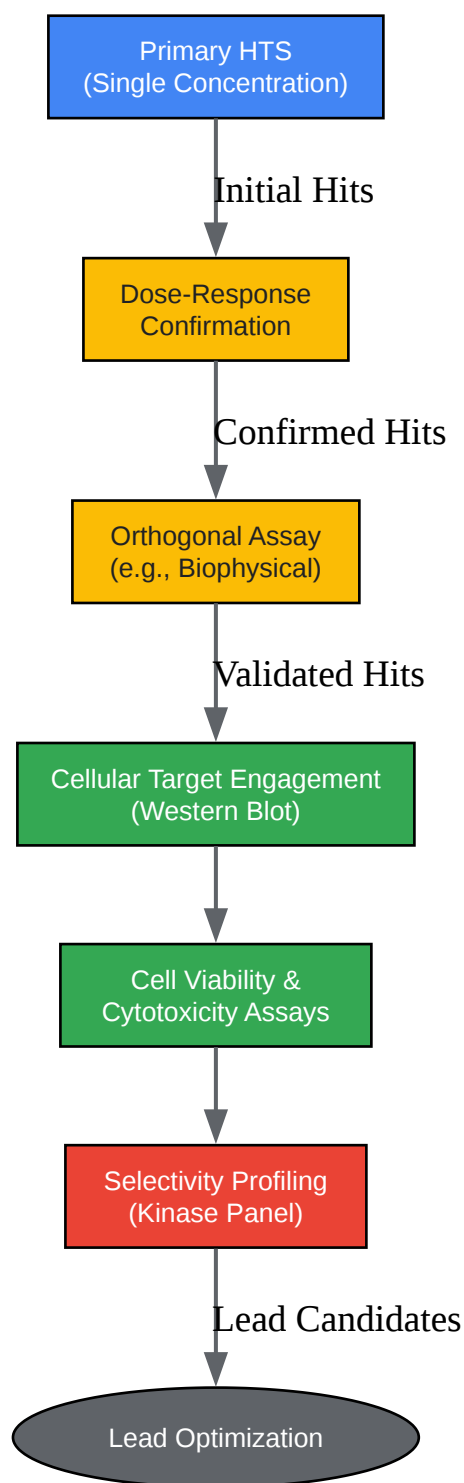 Primary HTS
(Single Concentration)
Initial Hits
Dose-Response
Confirmation
Confirmed Hits
Orthogonal Assay
(e.g., Biophysical)
Validated Hits
Cellular Target Engagement
(Western Blot)
Cell Viability &
Cytotoxicity Assays
Selectivity Profiling
(Kinase Panel)
Lead Candidates
Lead Optimization